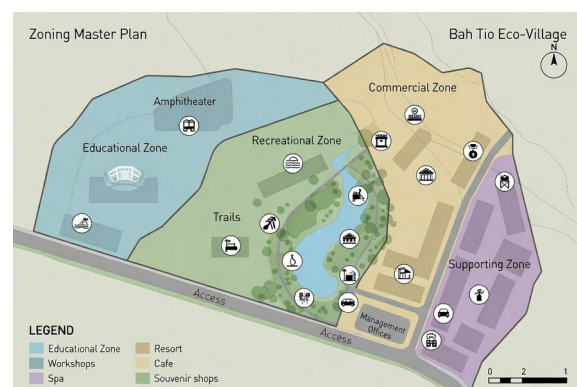 Zoning Master Plan
Bah Tio Eco-Village
N
Amphitheater
Commercial Zone
Educational Zone
Recreational Zone
Trails
Supporting Zone
Access
Access
Management
Offices
LEGEND
Educational Zone
Workshops
Spa
Resort
Cafe
Souvenir shops
0 2 1